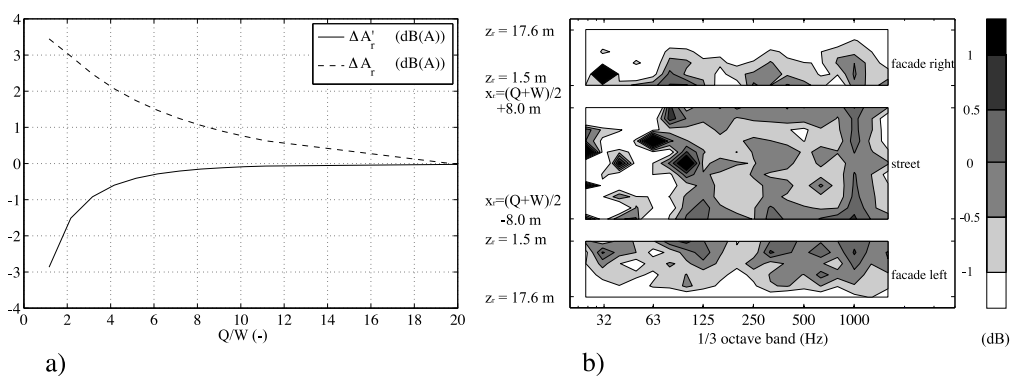 4
3
2
1
0
-1
-2
-3
-4
0 2 4 6 8 10 12 14 16 18 20
Q/W (-)
ΔA'r (dB(A))
ΔAr (dB(A))
a)
zr = 17.6 m
zr = 1.5 m
xr=(Q+W)/2
+8.0 m
xr=(Q+W)/2
-8.0 m
zr = 1.5 m
zr = 17.6 m
facade right
street
facade left
32 63 125 250 500 1000
1/3 octave band (Hz)
b)
1
0.5
0
-0.5
-1
(dB)